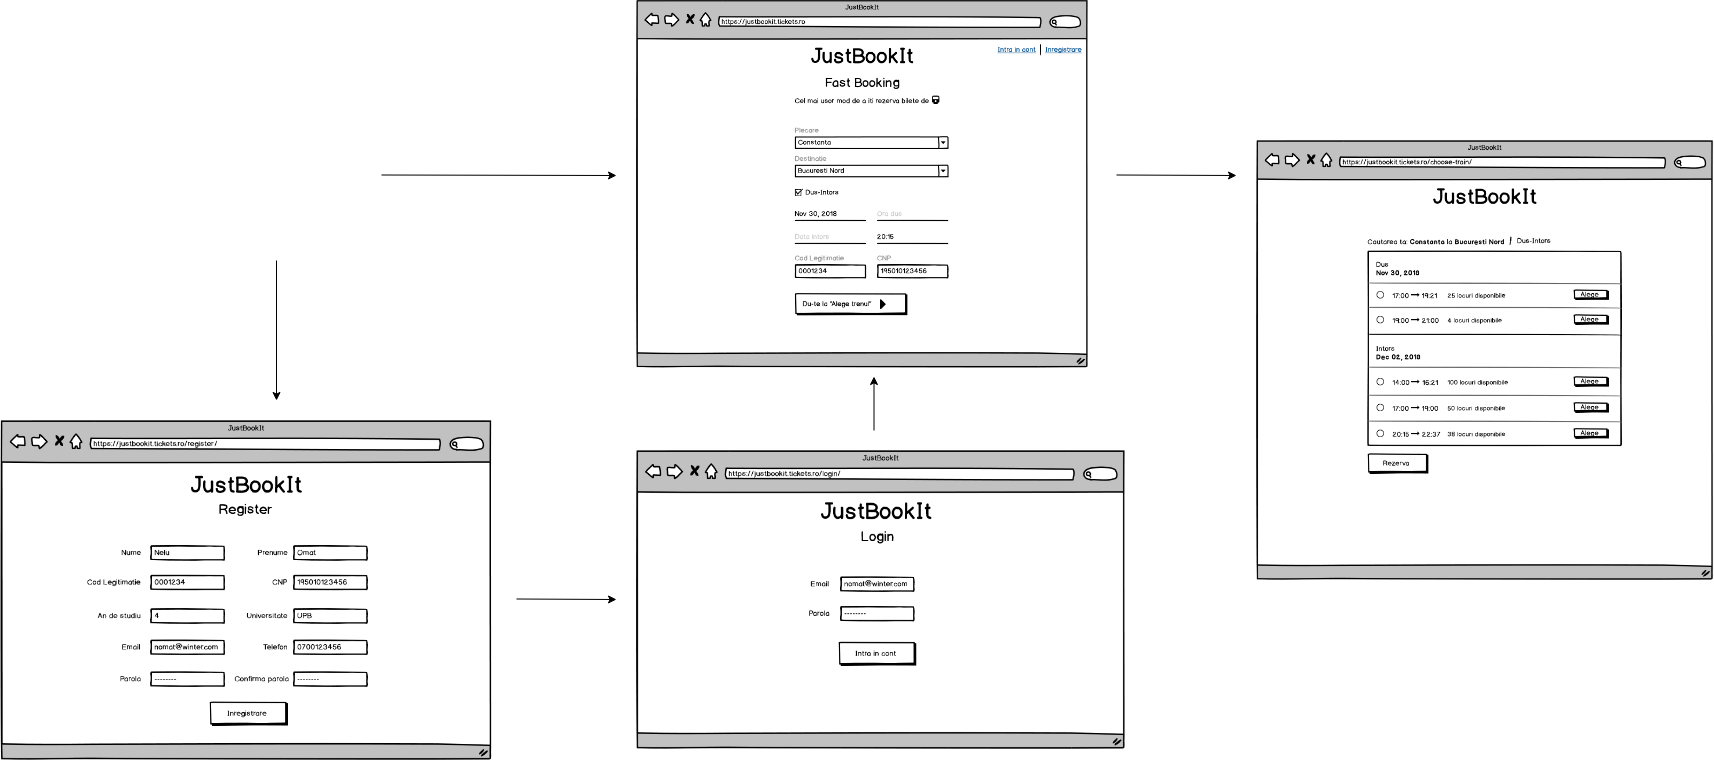 JustBookIt
https://justbookit.tickets.ro
Intra in cont | Inregistrare
JustBookIt
Fast Booking
Cel mai usor mod de a iti rezerva bilete de
Plecare
Constanta
Destinatie
Bucuresti Nord
Dus-Intors
Nov 30, 2018 Ora dus
Data intors 20:15
Cod Legitimatie CNP
0001234 195010123456
Du-te la "Alege trenul"
JustBookIt
https://justbookit.tickets.ro/choose-train/
JustBookIt
Cautarea ta: Constanta la București Nord / Dus-Intors
Dus
Nov 30, 2018
17:00 → 19:21 25 locuri disponibile Alege
19:00 → 21:00 4 locuri disponibile Alege
Intors
Dec 02, 2018
14:00 → 16:21 100 locuri disponibile Alege
17:00 → 19:00 50 locuri disponibile Alege
20:15 → 22:37 38 locuri disponibile Alege
Rezerva
JustBookIt
https://justbookit.tickets.ro/register/
JustBookIt
Register
Nume Nelu Prenume Omat
Cod Legitimatie 0001234 CNP 195010123456
An de studiu 4 Universitate UPB
Email nomat@winter.com Telefon 0700123456
Parola -------- Confirma parola --------
Inregistrare
JustBookIt
https://justbookit.tickets.ro/login/
JustBookIt
Login
Email nomat@winter.com
Parola --------
Intra in cont